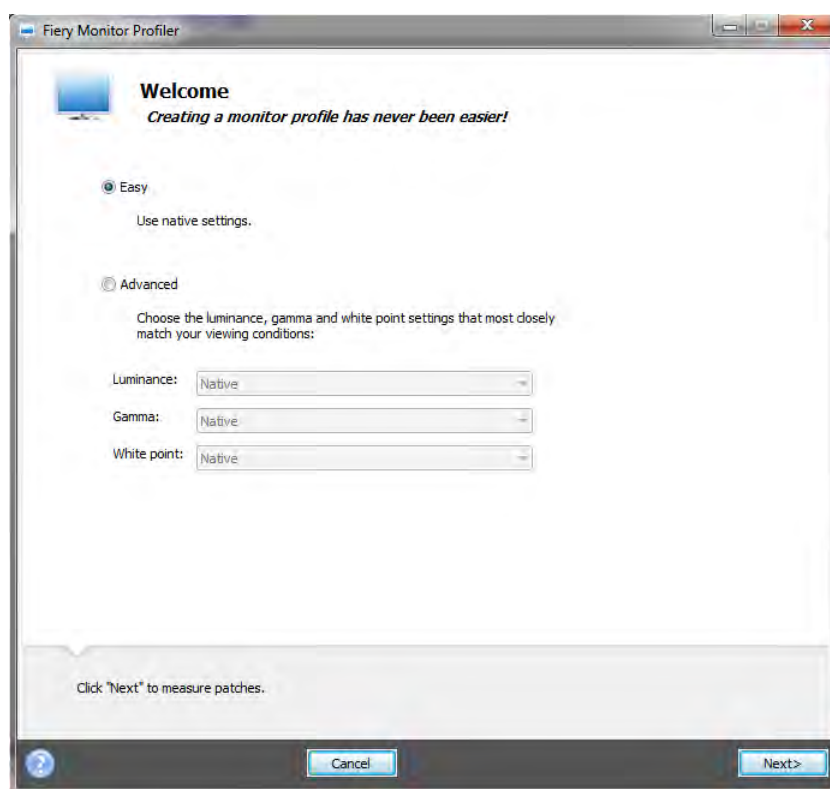 Fiery Monitor Profiler
Welcome
Creating a monitor profile has never been easier!
Easy
Use native settings.
Advanced
Choose the luminance, gamma and white point settings that most closely
match your viewing conditions:
Luminance: Native
Gamma: Native
White point: Native
Click "Next" to measure patches.
? Cancel Next>